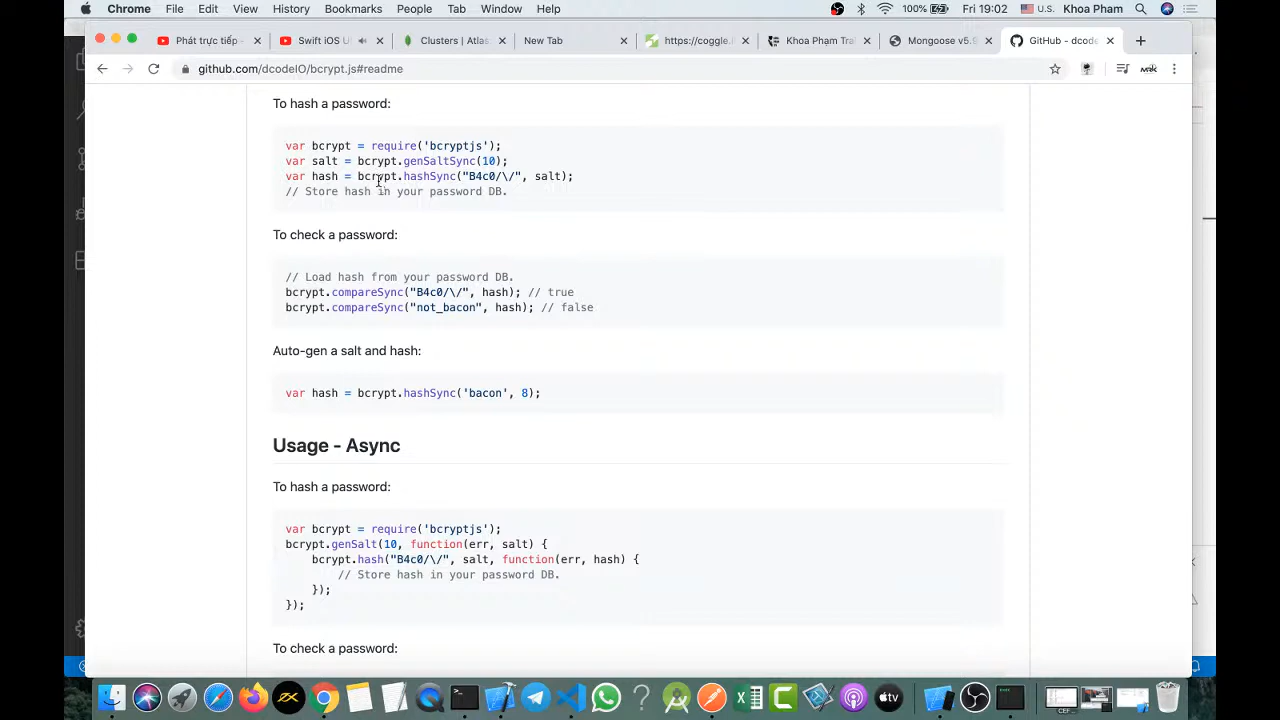 Chrome File Edit View History Bookmarks People Tab Window Help 100% Fri 19:02 U.S. Khoa Pham
Phát trực tiếp Swift iOS U Clusters | Atlas New Tab https://coggle.i Khoa Phạm Tra Mongoose v5.9 GitHub - dcode
github.com/dcodeIO/bcrypt.js#readme
To hash a password:
var bcrypt = require('bcryptjs');
var salt = bcrypt.genSaltSync(10);
var hash = bcrypt.hashSync("B4c0/\/", salt);
// Store hash in your password DB.
To check a password:
// Load hash from your password DB.
bcrypt.compareSync("B4c0/\/", hash); // true
bcrypt.compareSync("not_bacon", hash); // false
Auto-gen a salt and hash:
var hash = bcrypt.hashSync('bacon', 8);
Usage - Async
To hash a password:
var bcrypt = require('bcryptjs');
bcrypt.genSalt(10, function(err, salt) {
bcrypt.hash("B4c0/\/", salt, function(err, hash) {
// Store hash in your password DB.
});
});
To check a password:
tv